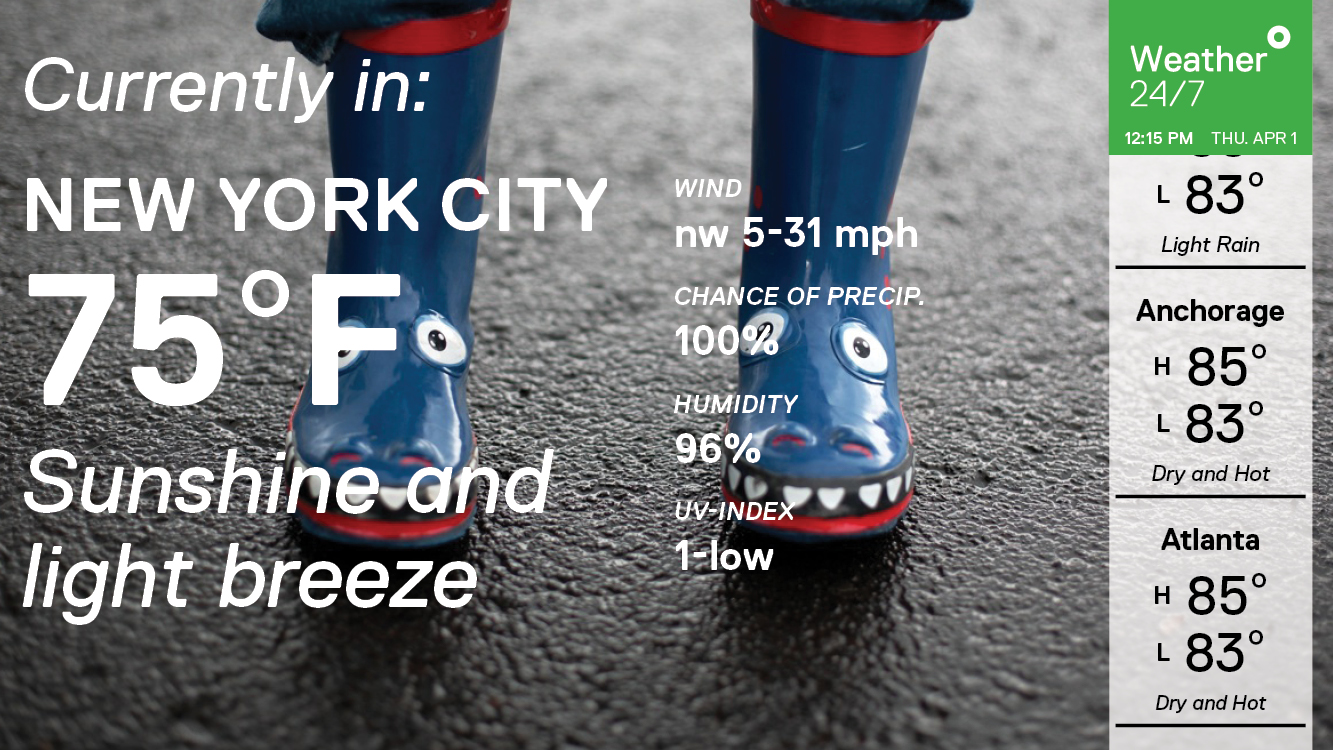 Currently in:
NEW YORK CITY
75°F
Sunshine and
light breeze
WIND
nw 5-31 mph
CHANCE OF PRECIP.
100%
HUMIDITY
96%
UV-INDEX
1-low
Weather°
24/7
12:15 PM THU. APR 1
L 83°
Light Rain
Anchorage
H 85°
L 83°
Dry and Hot
Atlanta
H 85°
L 83°
Dry and Hot